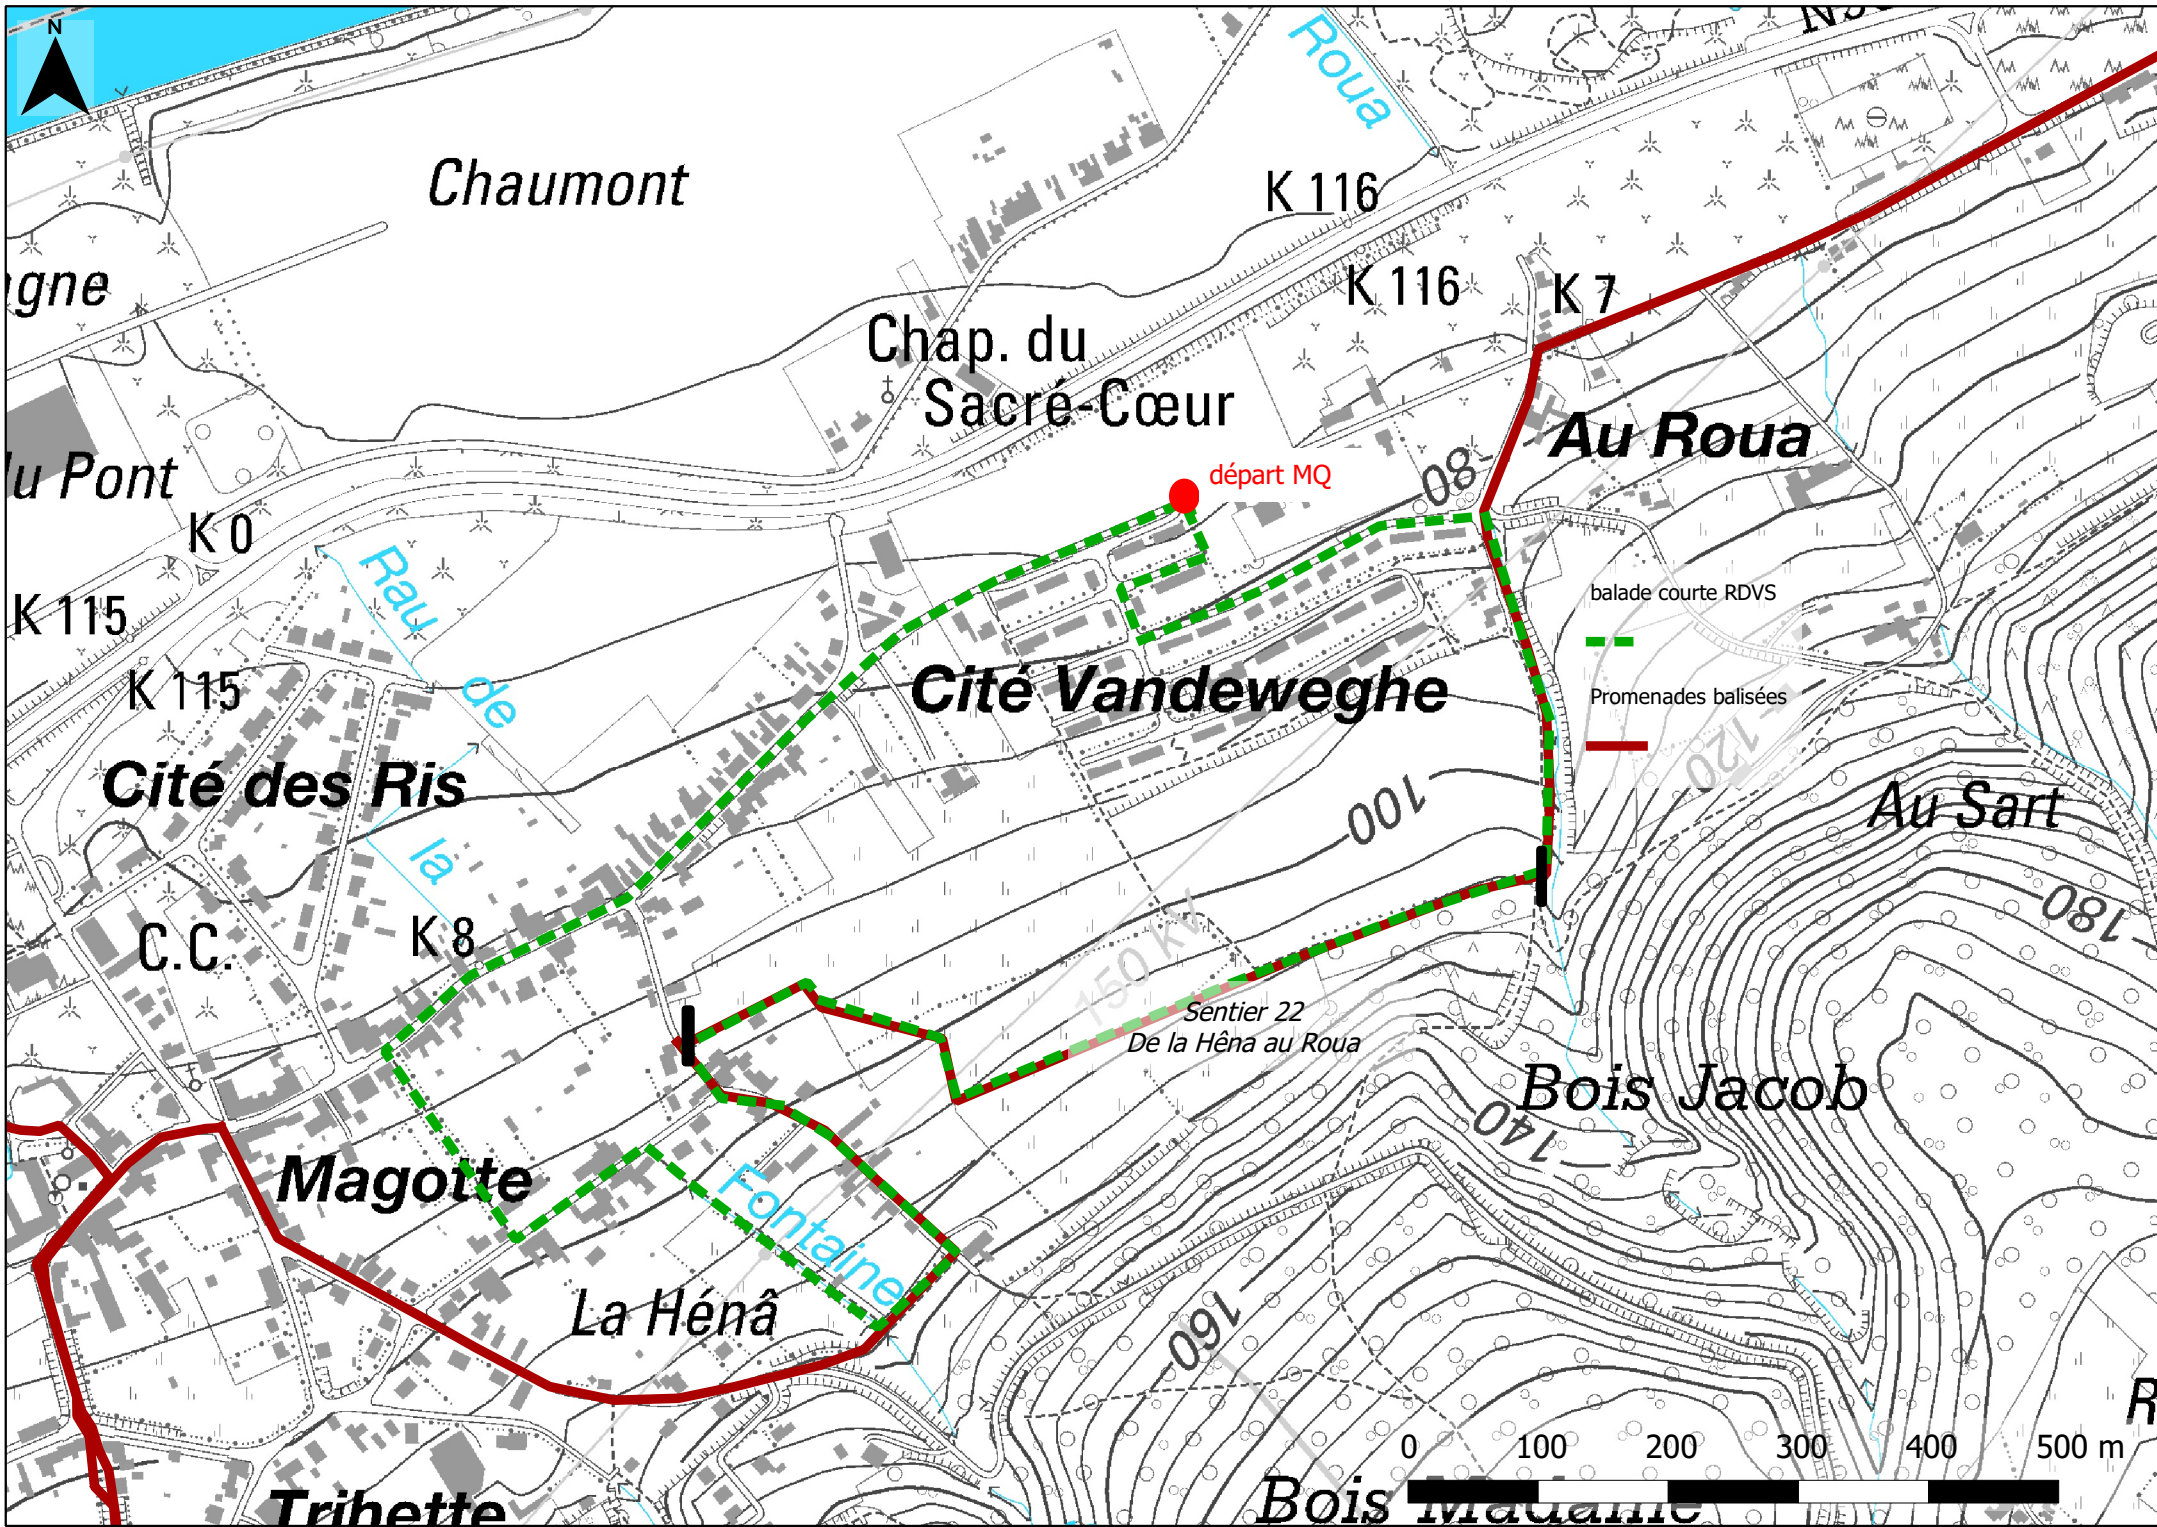 N
Roua
Chaumont
K 116
K 116
K 7
Chap. du
Sacré-Cœur
Au Roua
départ MQ
80
u Pont
K 0
Rau
de
la
Fontaine
K 115
K 115
balade courte RDVS
Promenades balisées
Cité Vandeweghe
120
Cité des Ris
100
Au Sart
180
C.C.
K 8
150 kV
Sentier 22
De la Hêna au Roua
Bois Jacob
140
Magotte
La Hénâ
160
R
0 100 200 300 400 500 m
Trihette
Bois Madame